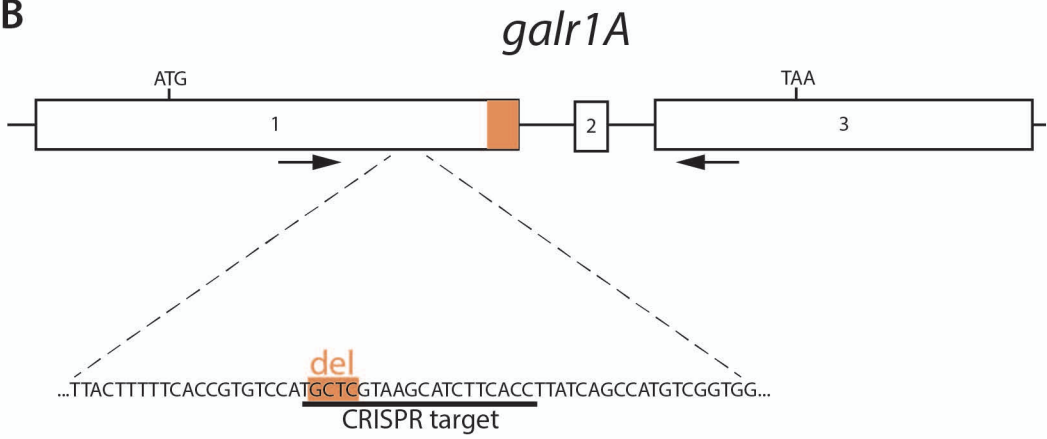 B
galr1A
ATG
TAA
1
2
3
del
...TTACTTTTTCACCGTGTCCATGCTCGTAAGCATCTTCACCTTATCAGCCATGTCGGTGG...
CRISPR target